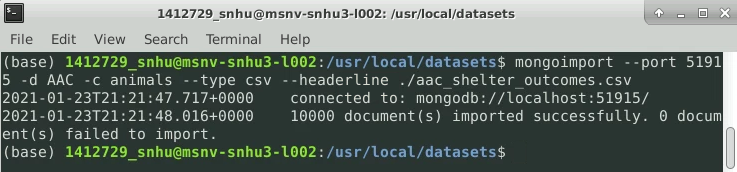 1412729_snhu@msnv-snhu3-l002: /usr/local/datasets
File Edit View Search Terminal Help
(base) 1412729_snhu@msnv-snhu3-l002:/usr/local/datasets$ mongoimport --port 5191
5 -d AAC -c animals --type csv --headerline ./aac_shelter_outcomes.csv
2021-01-23T21:21:47.717+0000    connected to: mongodb://localhost:51915/
2021-01-23T21:21:48.016+0000    10000 document(s) imported successfully. 0 docum
ent(s) failed to import.
(base) 1412729_snhu@msnv-snhu3-l002:/usr/local/datasets$